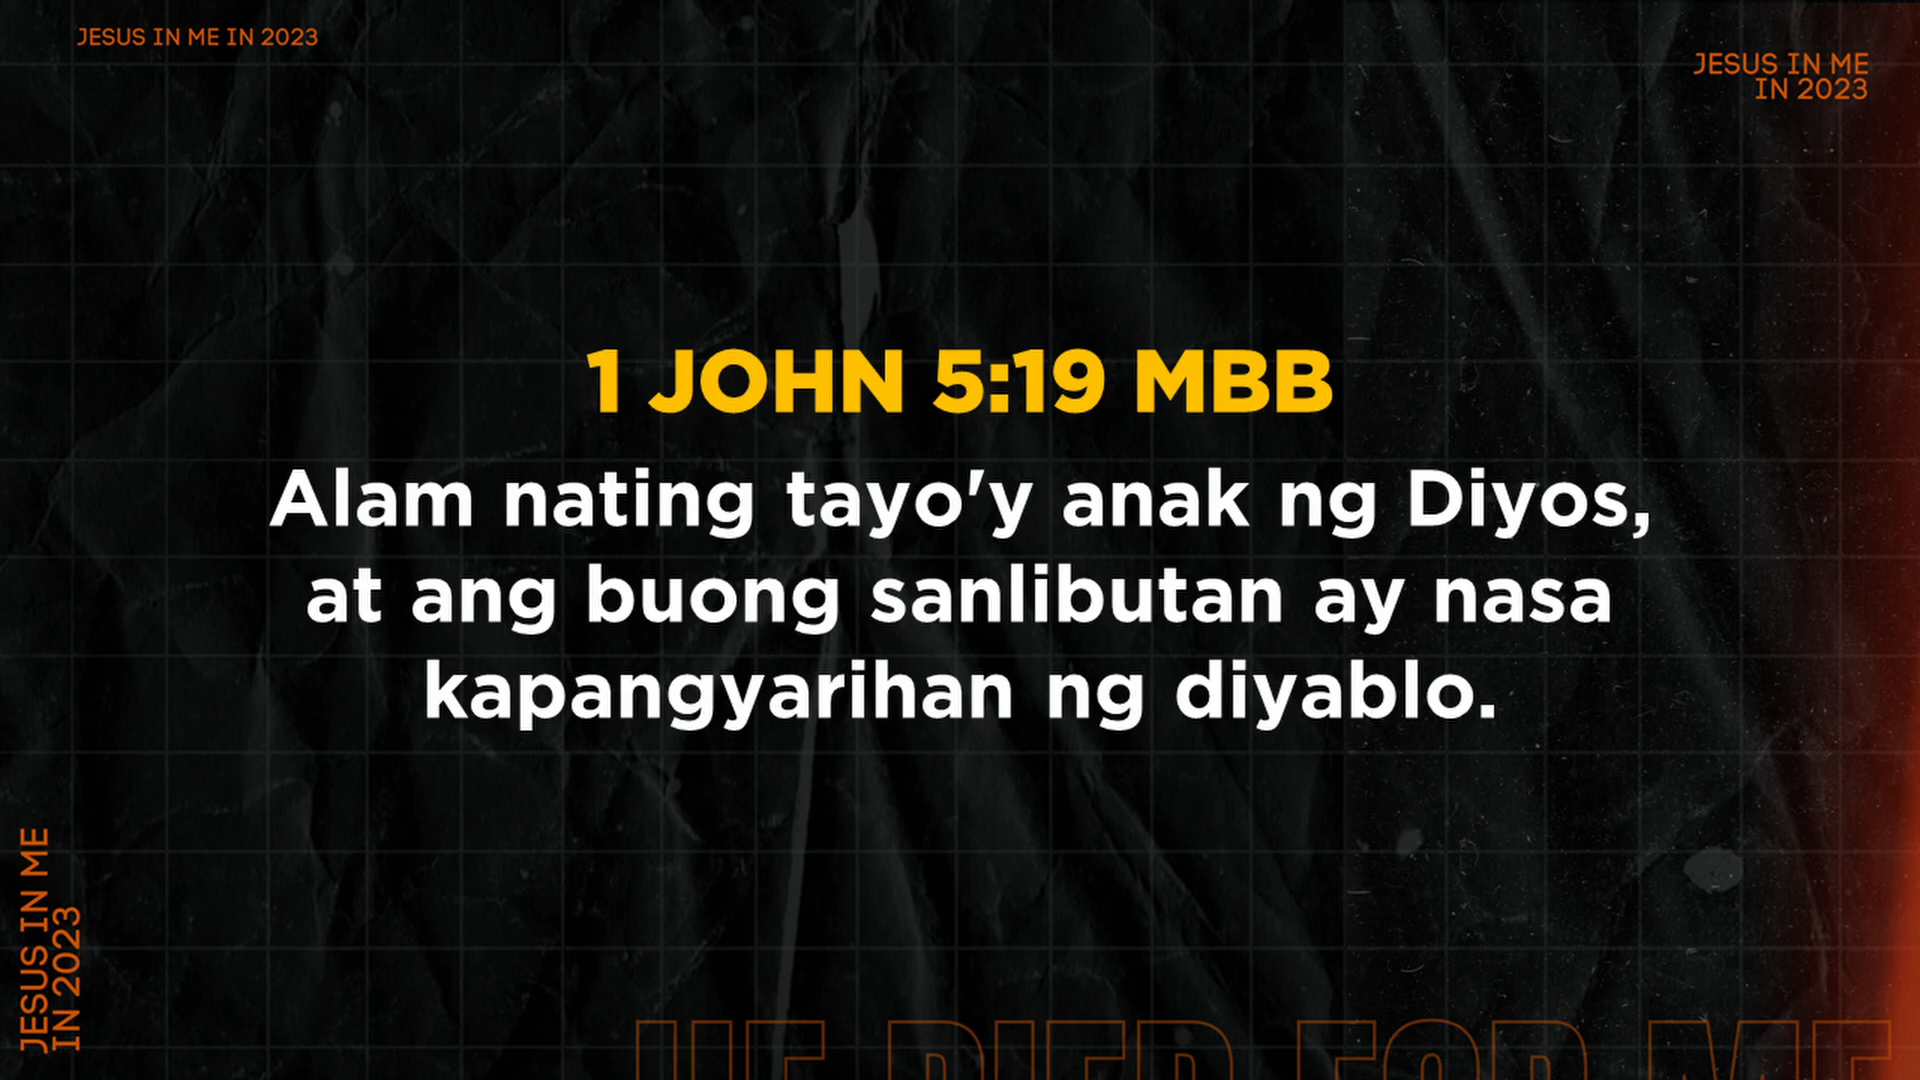 JESUS IN ME IN 2023
JESUS IN ME
IN 2023
1 JOHN 5:19 MBB
Alam nating tayo'y anak ng Diyos,
at ang buong sanlibutan ay nasa
kapangyarihan ng diyablo.
JESUS IN ME
IN 2023
HE DIED FOR ME